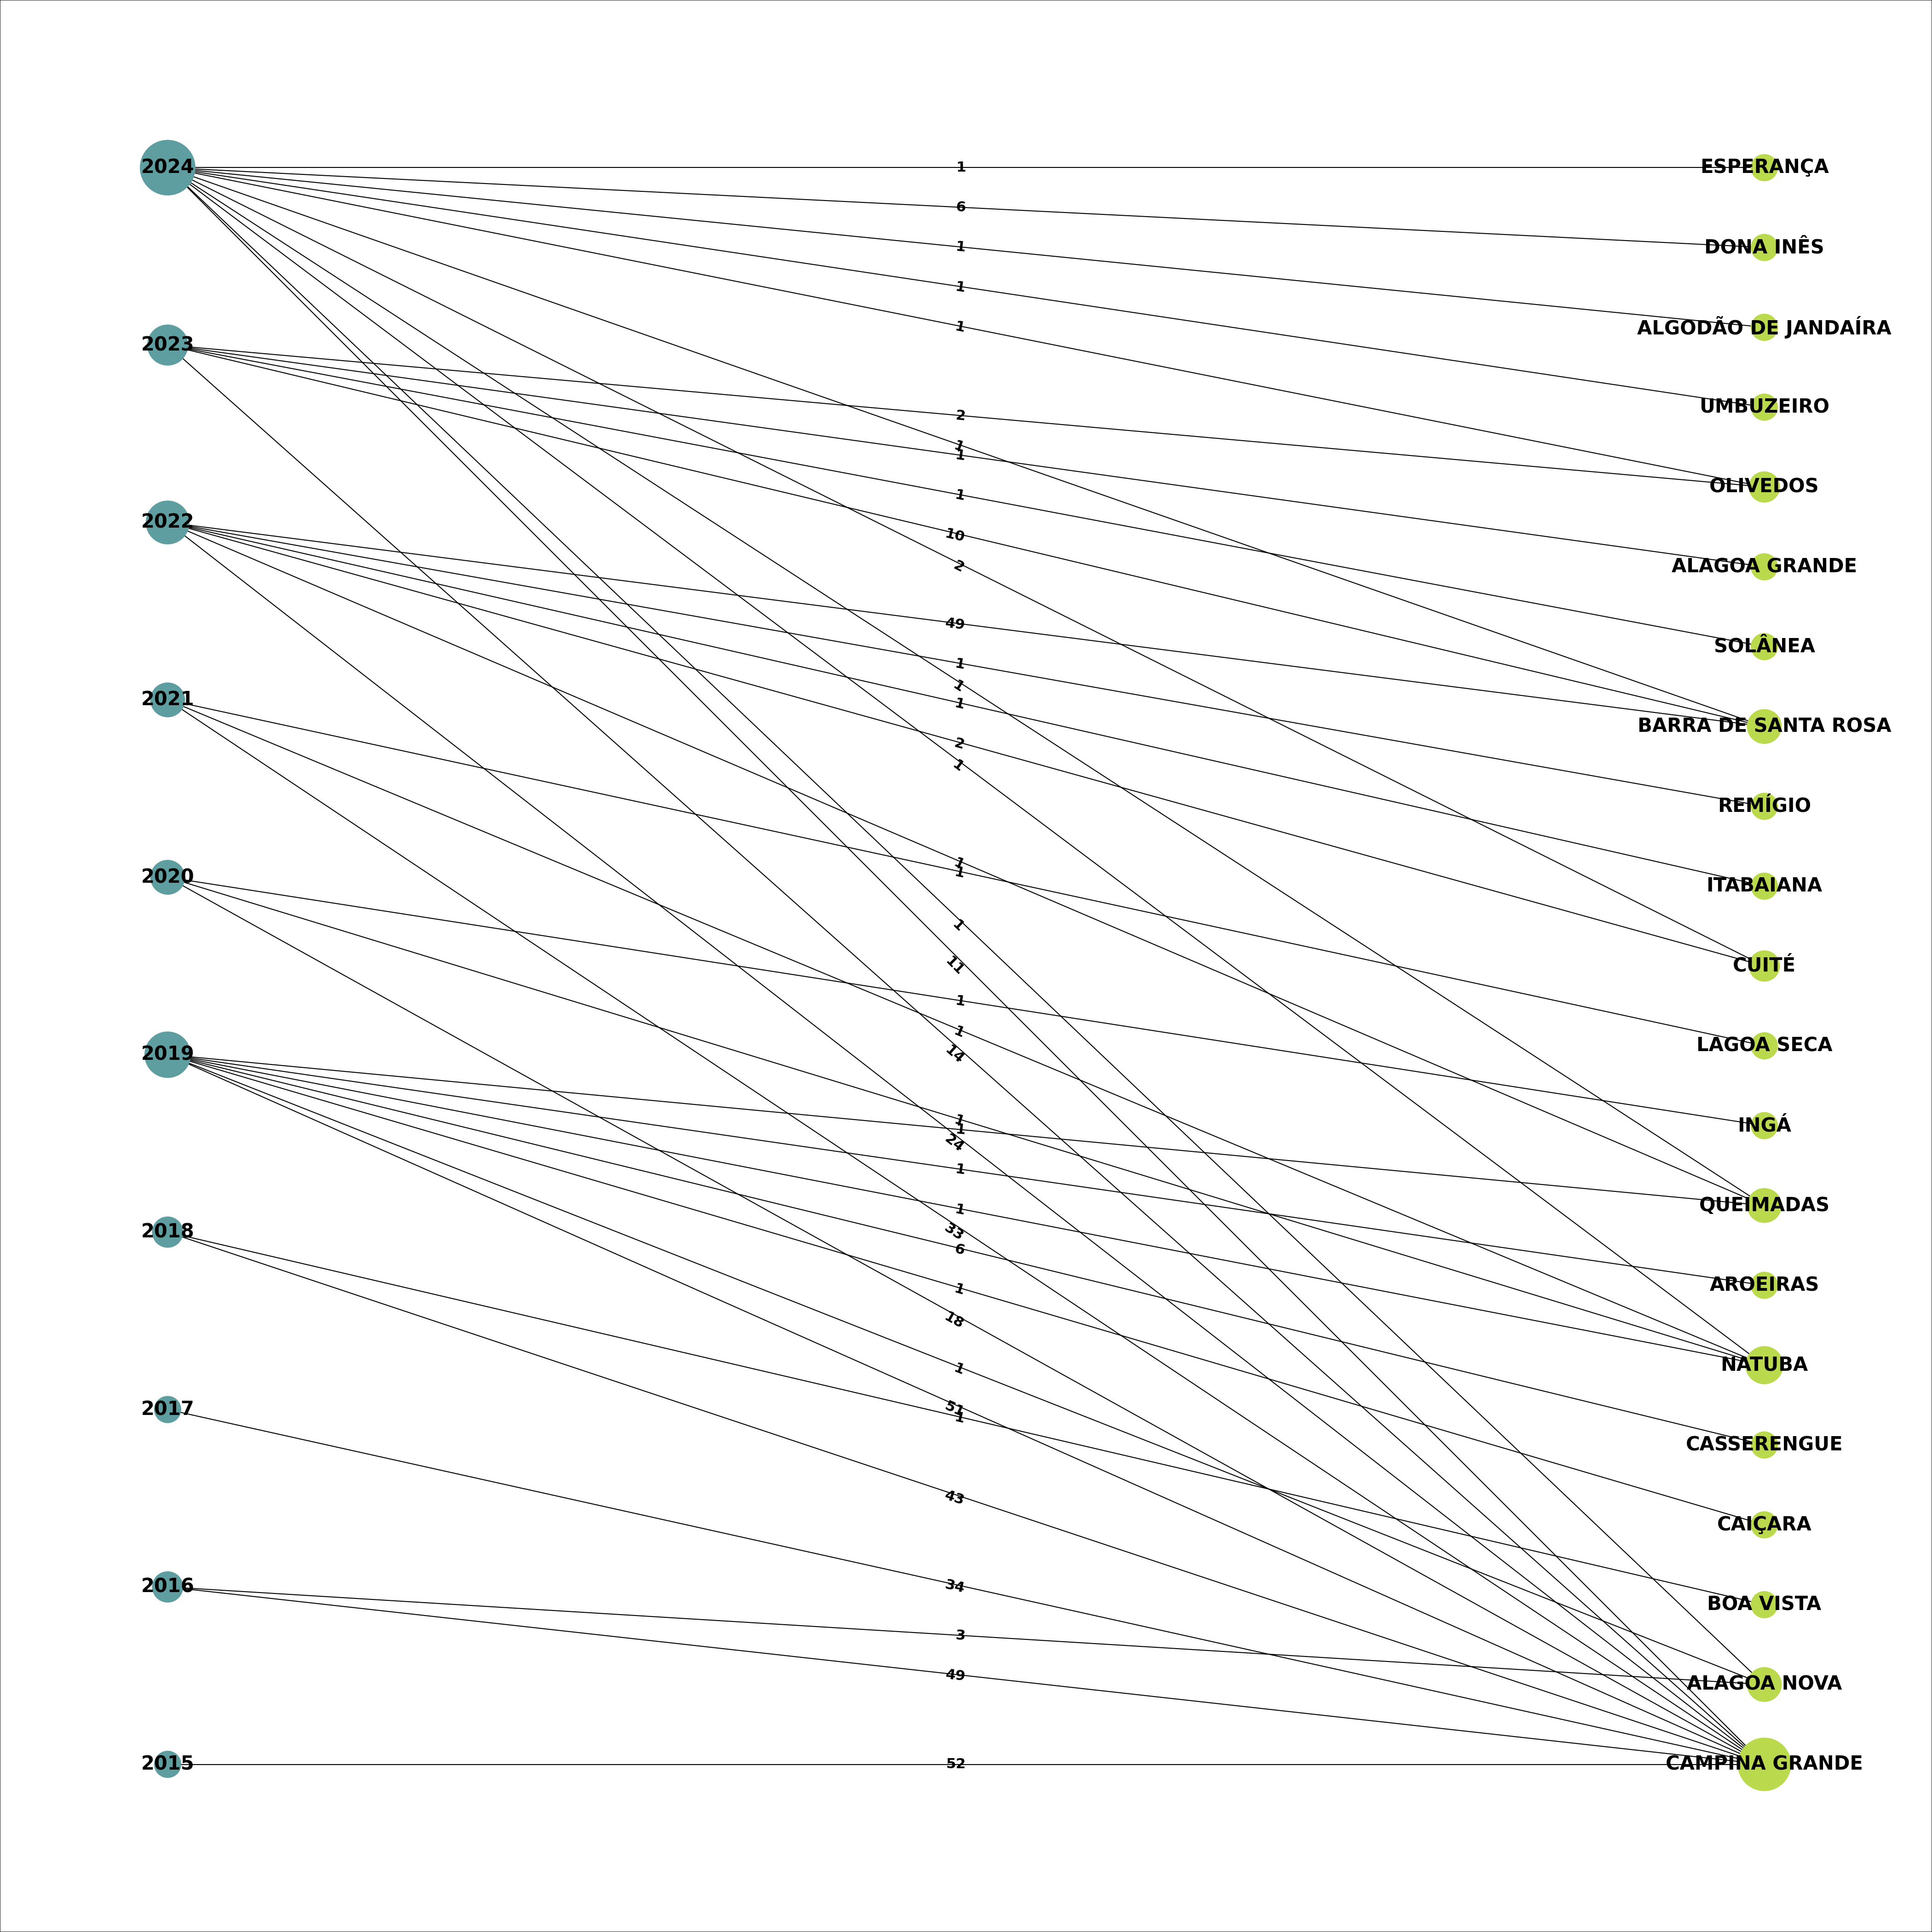 2024
2023
2022
2021
2020
2019
2018
2017
2016
2015
1
6
1
1
1
2
1
1
1
10
2
49
1
1
1
2
1
1
1
1
11
1
1
14
1
1
24
1
1
33
6
1
18
1
51
1
43
34
3
49
52
ESPERANÇA
DONA INÊS
ALGODÃO DE JANDAÍRA
UMBUZEIRO
OLIVEDOS
ALAGOA GRANDE
SOLÂNEA
BARRA DE SANTA ROSA
REMÍGIO
ITABAIANA
CUITÉ
LAGOA SECA
INGÁ
QUEIMADAS
AROEIRAS
NATUBA
CASSERENGUE
CAIÇARA
BOA VISTA
ALAGOA NOVA
CAMPINA GRANDE